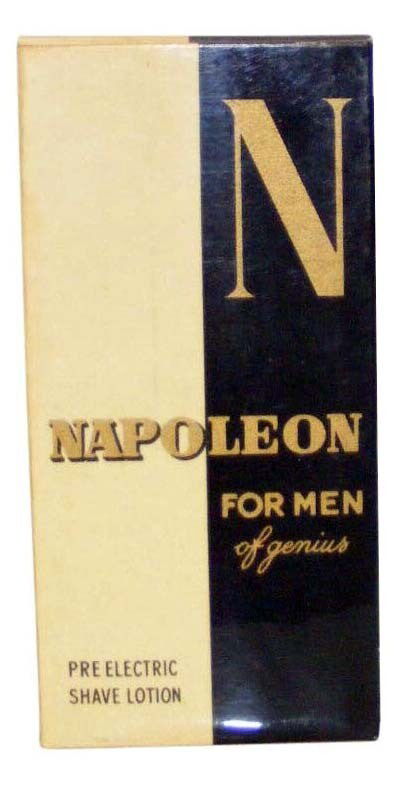 N
NAPOLEON
FOR MEN
of genius
PRE ELECTRIC
SHAVE LOTION